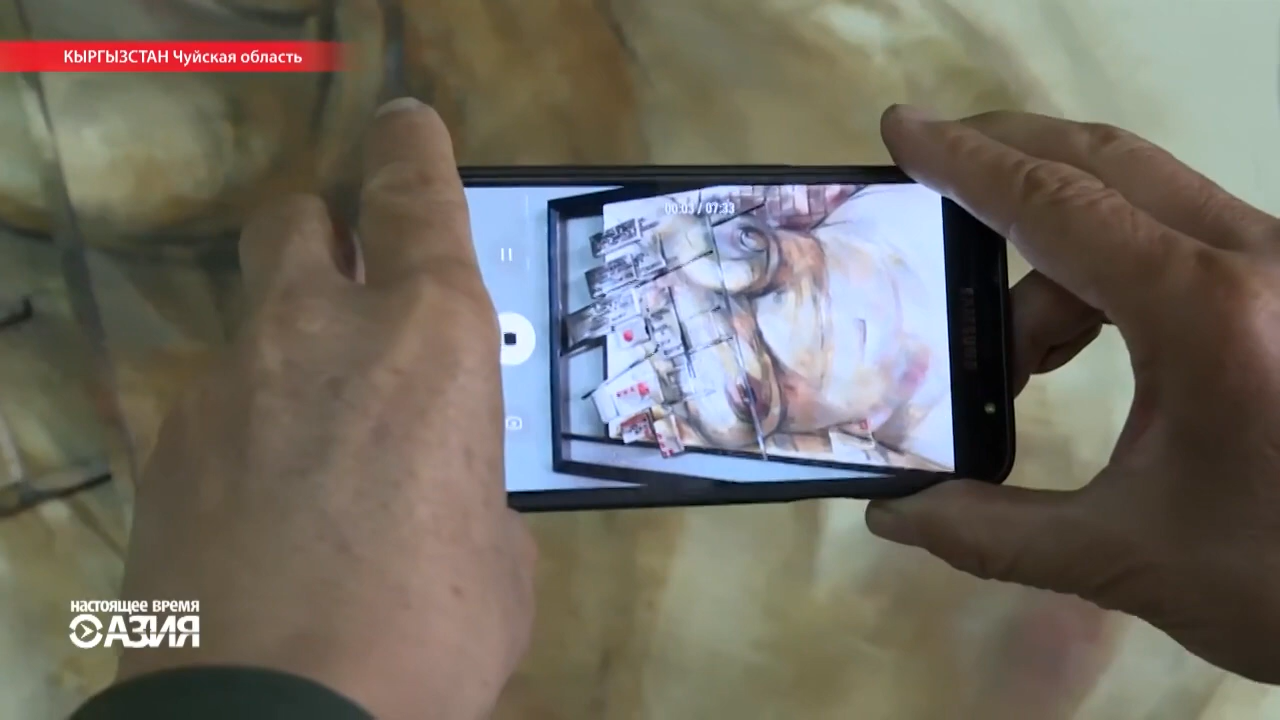 КЫРГЫЗСТАН Чуйская область
00:03 / 07:33
SAMSUNG
НАСТОЯЩЕЕ ВРЕМЯ
АЗИЯ